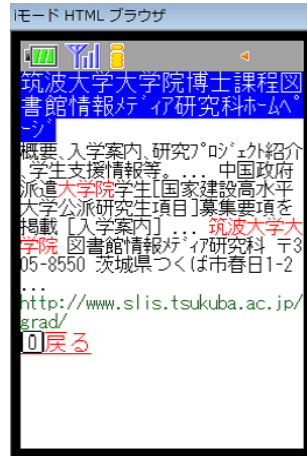 iモード HTML ブラウザ
筑波大学大学院博士課程図
書館情報ﾒﾃﾞｨｱ研究科ﾎｰﾑﾍﾟ
ｰｼﾞ
概要､入学案内､研究ﾌﾟﾛｼﾞｪｸﾄ紹介
､学生支援情報等｡ ... 中国政府
派遣大学院学生[国家建設高水平
大学公派研究生項目]募集要項を
掲載 [入学案内] ... 筑波大学大
学院 図書館情報ﾒﾃﾞｨｱ研究科 〒3
05-8550 茨城県つくば市春日1-2
...
http://www.slis.tsukuba.ac.jp/
grad/
0戻る